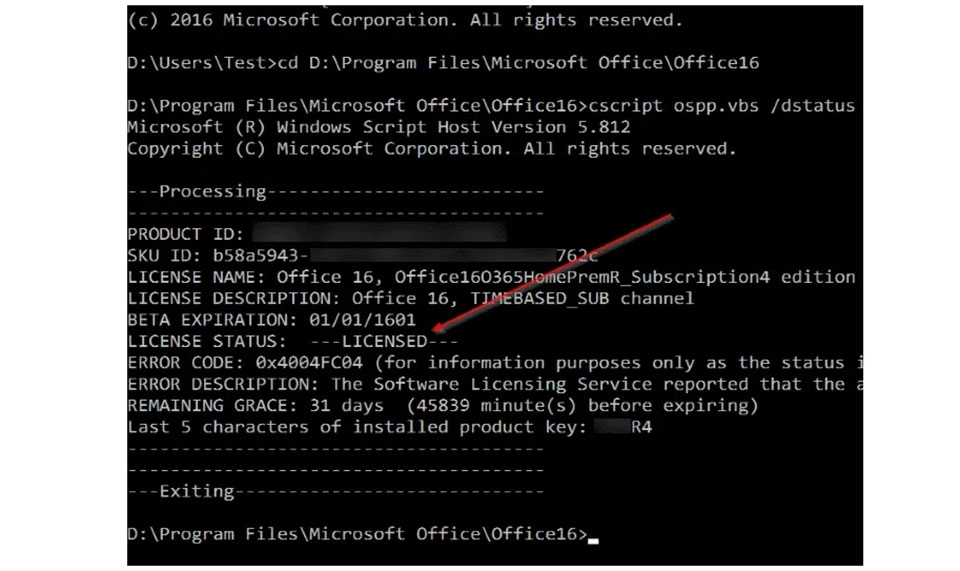 (c) 2016 Microsoft Corporation. All rights reserved.
D:\Users\Test>cd D:\Program Files\Microsoft Office\Office16
D:\Program Files\Microsoft Office\Office16>cscript ospp.vbs /dstatus
Microsoft (R) Windows Script Host Version 5.812
Copyright (C) Microsoft Corporation. All rights reserved.
---Processing--------------------------
---------------------------------------
PRODUCT ID:
SKU ID: b58a5943- 762c
LICENSE NAME: Office 16, Office16O365HomePremR_Subscription4 edition
LICENSE DESCRIPTION: Office 16, TIMEBASED_SUB channel
BETA EXPIRATION: 01/01/1601
LICENSE STATUS:  ---LICENSED---
ERROR CODE: 0x4004FC04 (for information purposes only as the status i
ERROR DESCRIPTION: The Software Licensing Service reported that the a
REMAINING GRACE: 31 days  (45839 minute(s) before expiring)
Last 5 characters of installed product key: R4
---------------------------------------
---------------------------------------
---Exiting-----------------------------
D:\Program Files\Microsoft Office\Office16>